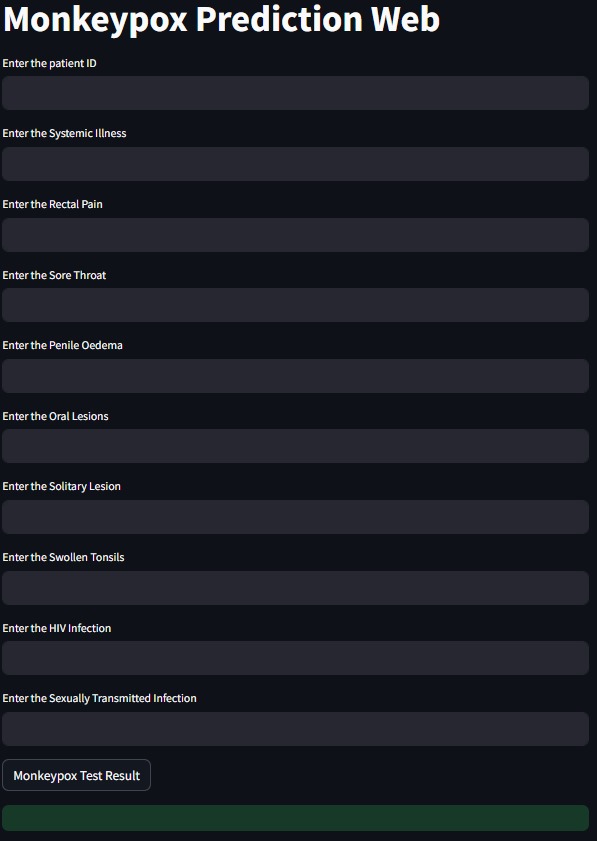 Monkeypox Prediction Web
Enter the patient ID
Enter the Systemic Illness
Enter the Rectal Pain
Enter the Sore Throat
Enter the Penile Oedema
Enter the Oral Lesions
Enter the Solitary Lesion
Enter the Swollen Tonsils
Enter the HIV Infection
Enter the Sexually Transmitted Infection
Monkeypox Test Result